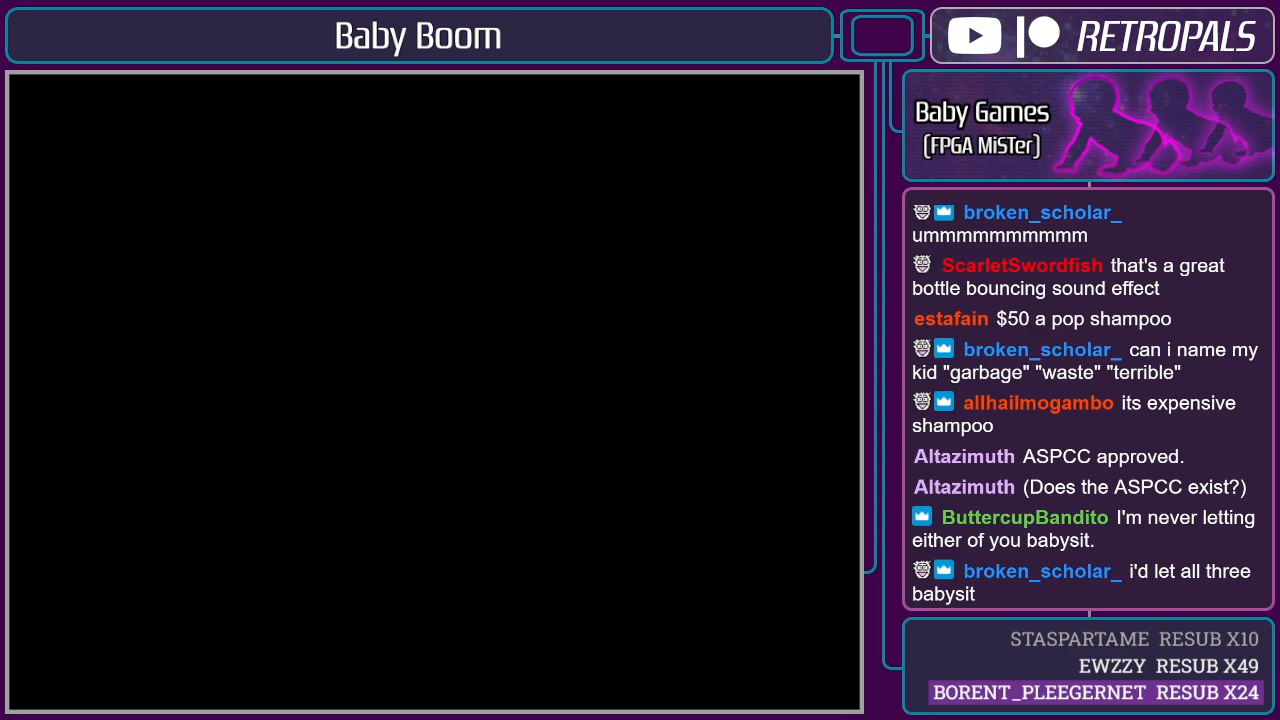 Baby Boom
RETROPALS
Baby Games
(FPGA MiSTer)
broken_scholar_
ummmmmmmmmm
ScarletSwordfish that's a great
bottle bouncing sound effect
estafain $50 a pop shampoo
broken_scholar_ can i name my
kid "garbage" "waste" "terrible"
allhailmogambo its expensive
shampoo
Altazimuth ASPCC approved.
Altazimuth (Does the ASPCC exist?)
ButtercupBandito I'm never letting
either of you babysit.
broken_scholar_ i'd let all three
babysit
STASPARTAME RESUB X10
EWZZY RESUB X49
BORENT_PLEEGERNET RESUB X24